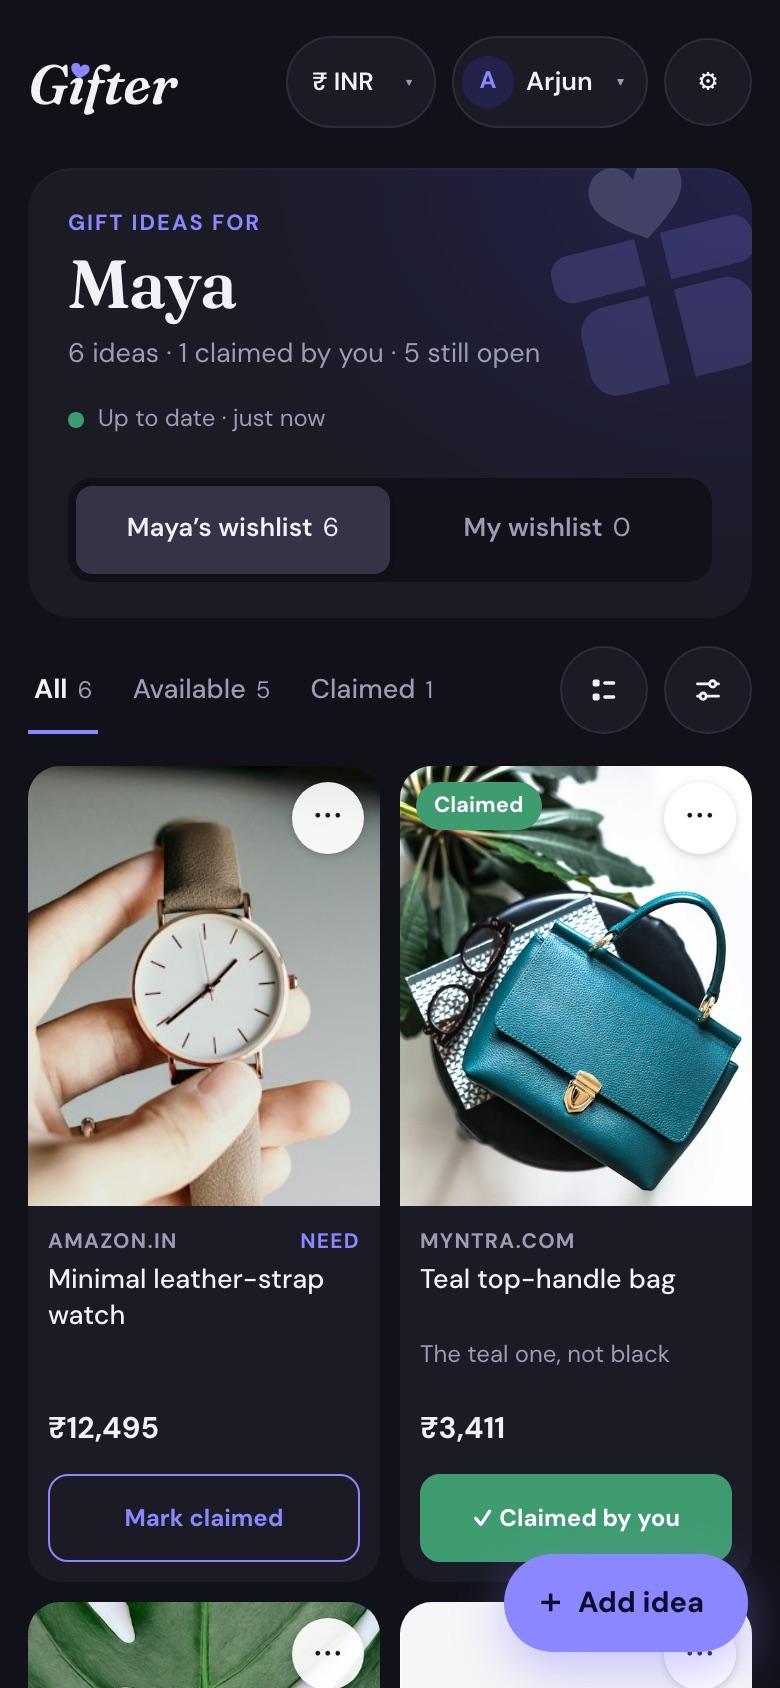 Gifter
₹ INR
A Arjun
GIFT IDEAS FOR
Maya
6 ideas · 1 claimed by you · 5 still open
Up to date · just now
Maya’s wishlist 6
My wishlist 0
All 6
Available 5
Claimed 1
Claimed
AMAZON.IN
NEED
Minimal leather-strap
watch
₹12,495
Mark claimed
MYNTRA.COM
Teal top-handle bag
The teal one, not black
₹3,411
✓ Claimed by you
+ Add idea